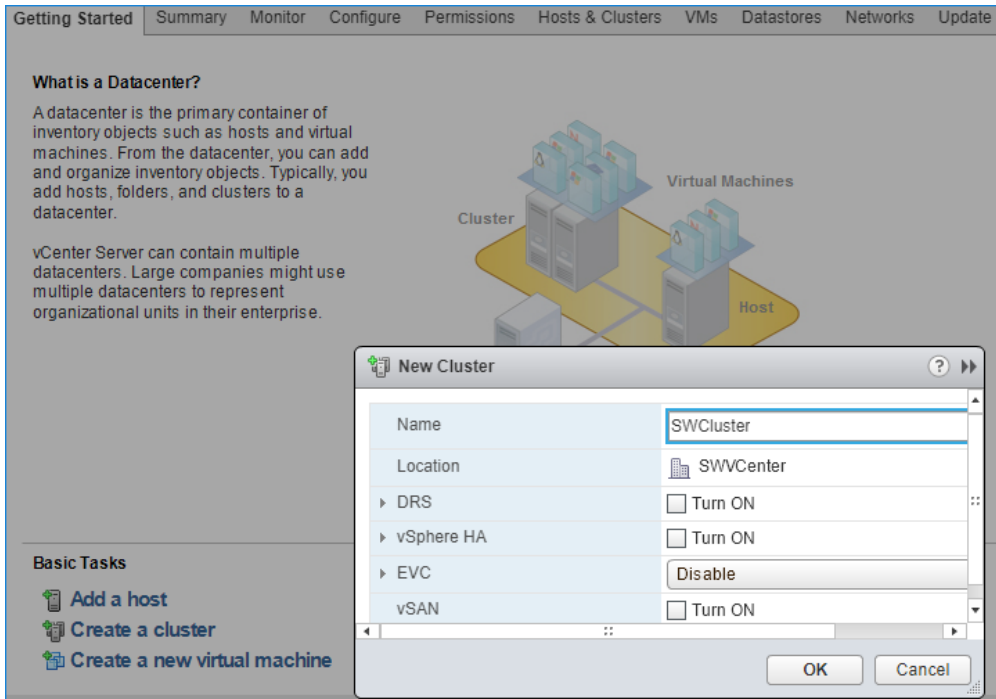 Getting Started Summary Monitor Configure Permissions Hosts & Clusters VMs Datastores Networks Update
What is a Datacenter?
A datacenter is the primary container of
inventory objects such as hosts and virtual
machines. From the datacenter, you can add
and organize inventory objects. Typically, you
add hosts, folders, and clusters to a
datacenter.
vCenter Server can contain multiple
datacenters. Large companies might use
multiple datacenters to represent
organizational units in their enterprise.
Virtual Machines
Cluster
Host
New Cluster ?
Name SWCluster
Location SWVCenter
DRS Turn ON
vSphere HA Turn ON
EVC Disable
vSAN Turn ON
OK Cancel
Basic Tasks
Add a host
Create a cluster
Create a new virtual machine